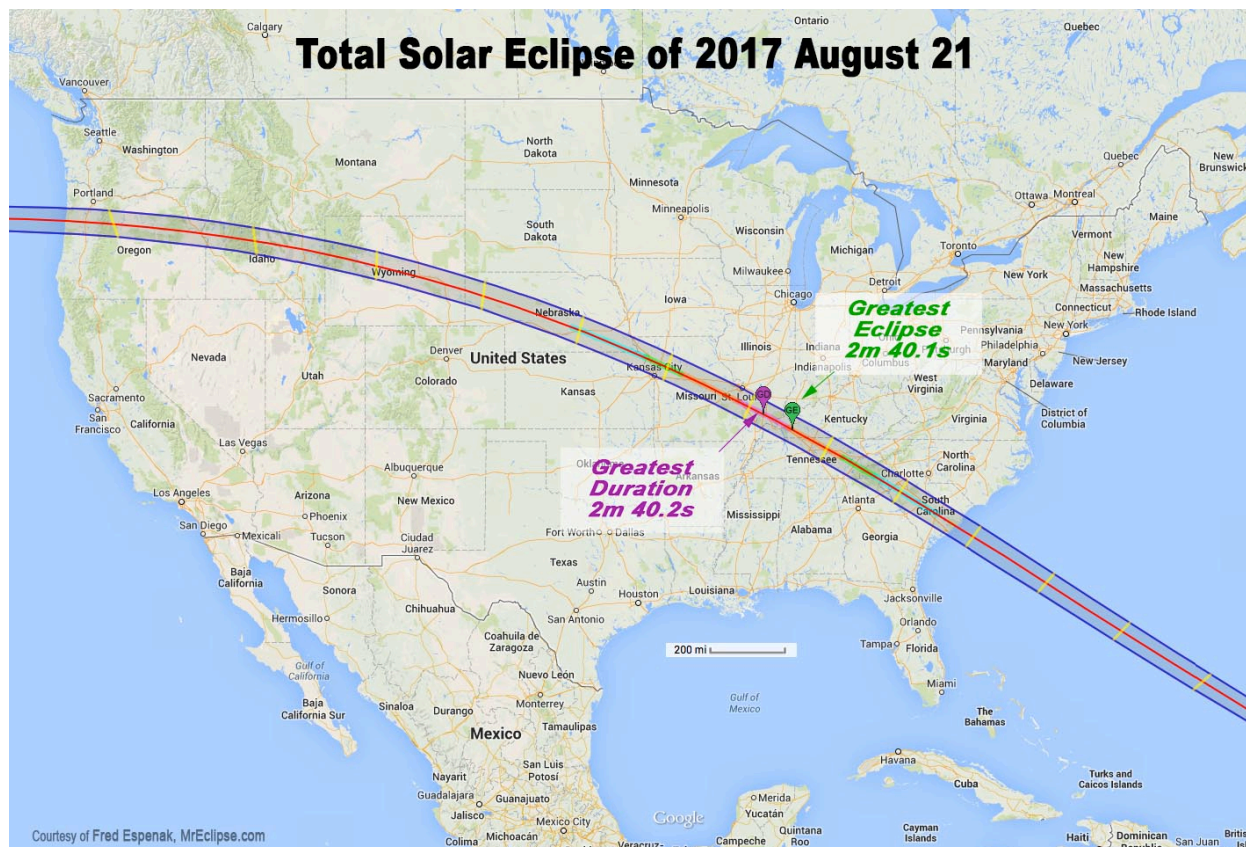 Total Solar Eclipse of 2017 August 21
Calgary
Ontario
Quebec
Vancouver
Seattle
Washington
Montana
North
Dakota
Minnesota
Quebec
New
Brunswick
Portland
Ottawa
Montreal
Maine
Minneapolis
Wisconsin
South
Dakota
Oregon
Idaho
Wyoming
Michigan
Toronto
Vermont
New
Hampshire
Milwaukee
Detroit
New York
Massachusetts
Chicago
Iowa
Nebraska
Connecticut
Rhode Island
Greatest
Eclipse
2m 40.1s
Pennsylvania
New York
Philadelphia
New Jersey
Illinois
Indiana
Indianapolis
Columbus
Maryland
Nevada
Utah
Denver
Colorado
United States
Kansas City
Kansas
Missouri
West
Virginia
Delaware
District of
Columbia
Sacramento
San
Francisco
California
GD
GE
Kentucky
Virginia
Las Vegas
Albuquerque
Tennessee
Charlotte
North
Carolina
Greatest
Duration
2m 40.2s
Arkansas
Los Angeles
Arizona
Phoenix
New Mexico
Atlanta
South
Carolina
Mississippi
Alabama
Georgia
San Diego
Mexicali
Tucson
Ciudad
Juarez
Fort Worth
Dallas
Texas
Baja
California
Sonora
Chihuahua
Austin
Houston
Louisiana
Jacksonville
Hermosillo
San Antonio
Orlando
Coahuila de
Zaragoza
200 mi
Tampa
Florida
Gulf of
California
Nuevo León
Miami
Baja
California Sur
Sinaloa
Durango
Monterrey
Gulf of
Mexico
The
Bahamas
Mexico
Tamaulipas
Havana
Nayarit
San Luis
Potosí
Cuba
Turks and
Caicos Islands
Guadalajara
Jalisco
Guanajuato
Merida
Yucatán
Google
Courtesy of Fred Espenak, MrEclipse.com
Colima
Michoacán
Mexico City
Veracruz
Campeche
Quintana
Roo
Cayman
Islands
Haiti
Dominican
San Juan